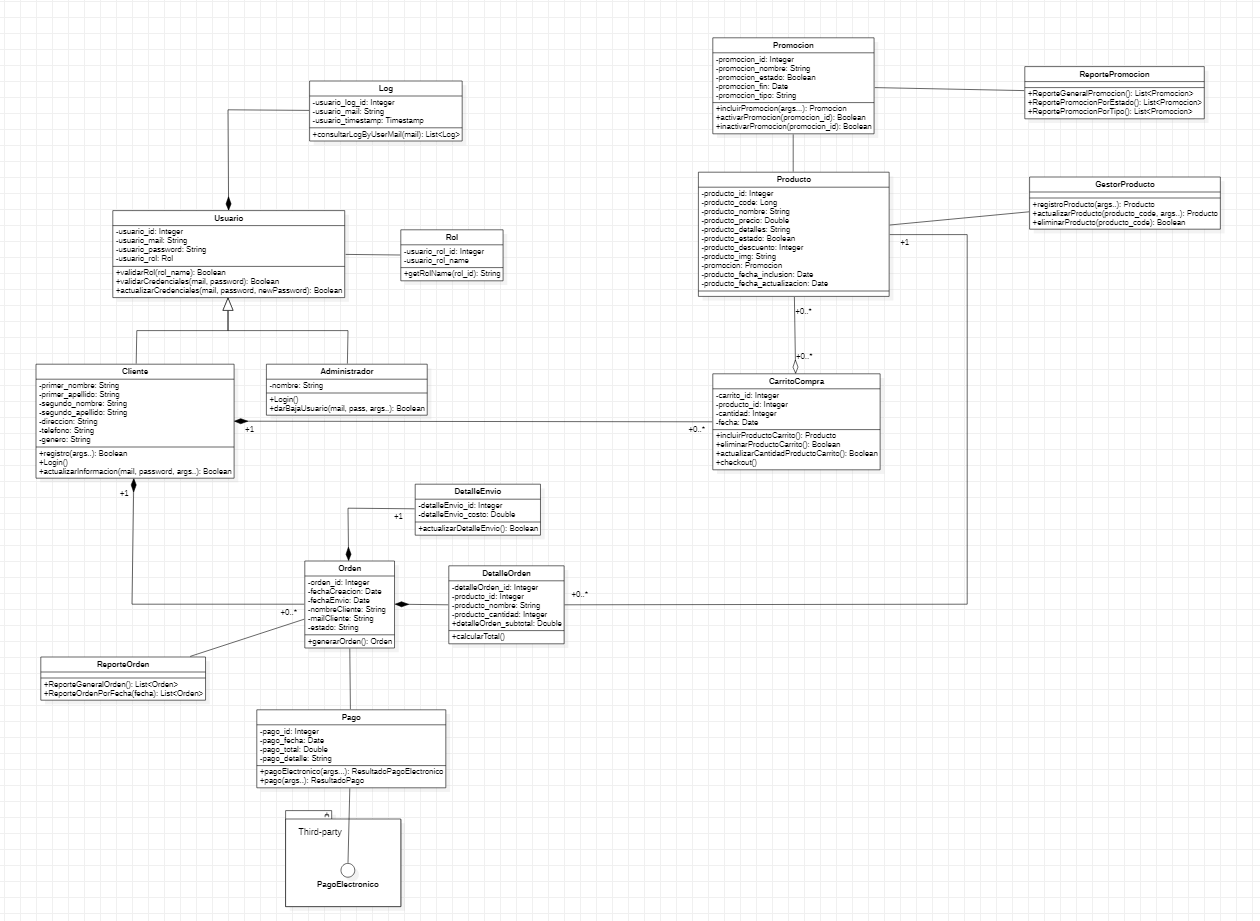 Promocion
-promocion_id: Integer
-promocion_nombre: String
-promocion_estado: Boolean
-promocion_fin: Date
-promocion_tipo: String
+incluirPromocion(args...): Promocion
+activarPromocion(promocion_id): Boolean
+inactivarPromocion(promocion_id): Boolean
ReportePromocion
+ReporteGeneralPromocion(): List<Promocion>
+ReportePromocionPorEstado(): List<Promocion>
+ReportePromocionPorTipo(): List<Promocion>
Log
-usuario_log_id: Integer
-usuario_mail: String
-usuario_timestamp: Timestamp
+consultarLogByUserMail(mail): List<Log>
Producto
-producto_id: Integer
-producto_code: Long
-producto_nombre: String
-producto_precio: Double
-producto_detalles: String
-producto_estado: Boolean
-producto_descuento: Integer
-producto_img: String
-promocion: Promocion
-producto_fecha_inclusion: Date
-producto_fecha_actualizacion: Date
GestorProducto
+registroProducto(args..): Producto
+actualizarProducto(producto_code, args..): Producto
+eliminarProducto(producto_code): Boolean
+1
Usuario
-usuario_id: Integer
-usuario_mail: String
-usuario_password: String
-usuario_rol: Rol
+validarRol(rol_name): Boolean
+validarCredenciales(mail, password): Boolean
+actualizarCredenciales(mail, password, newPassword): Boolean
Rol
-usuario_rol_id: Integer
-usuario_rol_name
+getRolName(rol_id): String
+0..*
+0..*
Cliente
-primer_nombre: String
-primer_apellido: String
-segundo_nombre: String
-segundo_apellido: String
-direccion: String
-telefono: String
-genero: String
+registro(args..): Boolean
+Login()
+actualizarInformacion(mail, password, args..): Boolean
Administrador
-nombre: String
+Login()
+darBajaUsuario(mail, pass, args..): Boolean
CarritoCompra
-carrito_id: Integer
-producto_id: Integer
-cantidad: Integer
-fecha: Date
+incluirProductoCarrito(): Producto
+eliminarProductoCarrito(): Boolean
+actualizarCantidadProductoCarrito(): Boolean
+checkout()
+1
+0..*
+1
DetalleEnvio
-detalleEnvio_id: Integer
-detalleEnvio_costo: Double
+actualizarDetalleEnvio(): Boolean
+1
Orden
-orden_id: Integer
-fechaCreacion: Date
-fechaEnvio: Date
-nombreCliente: String
-mailCliente: String
-estado: String
+generarOrden(): Orden
DetalleOrden
-detalleOrden_id: Integer
-producto_id: Integer
-producto_nombre: String
-producto_cantidad: Integer
+detalleOrden_subtotal: Double
+calcularTotal()
+0..*
+0..*
ReporteOrden
+ReporteGeneralOrden(): List<Orden>
+ReporteOrdenPorFecha(fecha): List<Orden>
Pago
-pago_id: Integer
-pago_fecha: Date
-pago_total: Double
-pago_detalle: String
+pagoElectronico(args...): ResultadoPagoElectronico
+pago(args..): ResultadoPago
Third-party
PagoElectronico